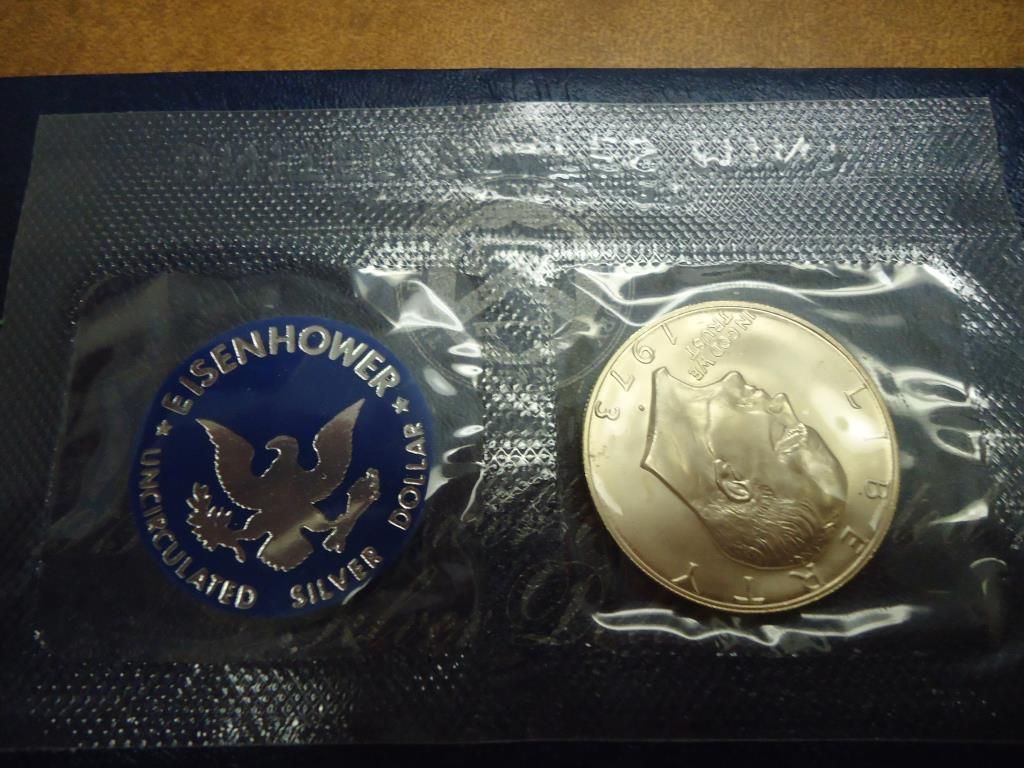 EISENHOWER
★ UNCIRCULATED SILVER DOLLAR ★
LIBERTY
IN GOD WE
TRUST
1973